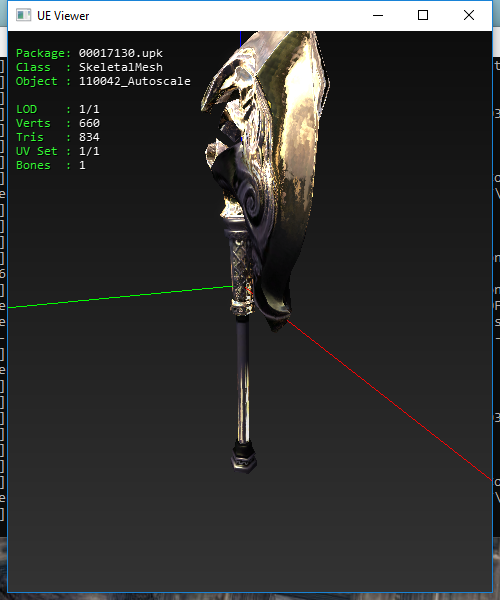 UE Viewer
Package: 00017130.upk
Class : SkeletalMesh
Object : 110042_Autoscale
LOD : 1/1
Verts : 660
Tris : 834
UV Set : 1/1
Bones : 1